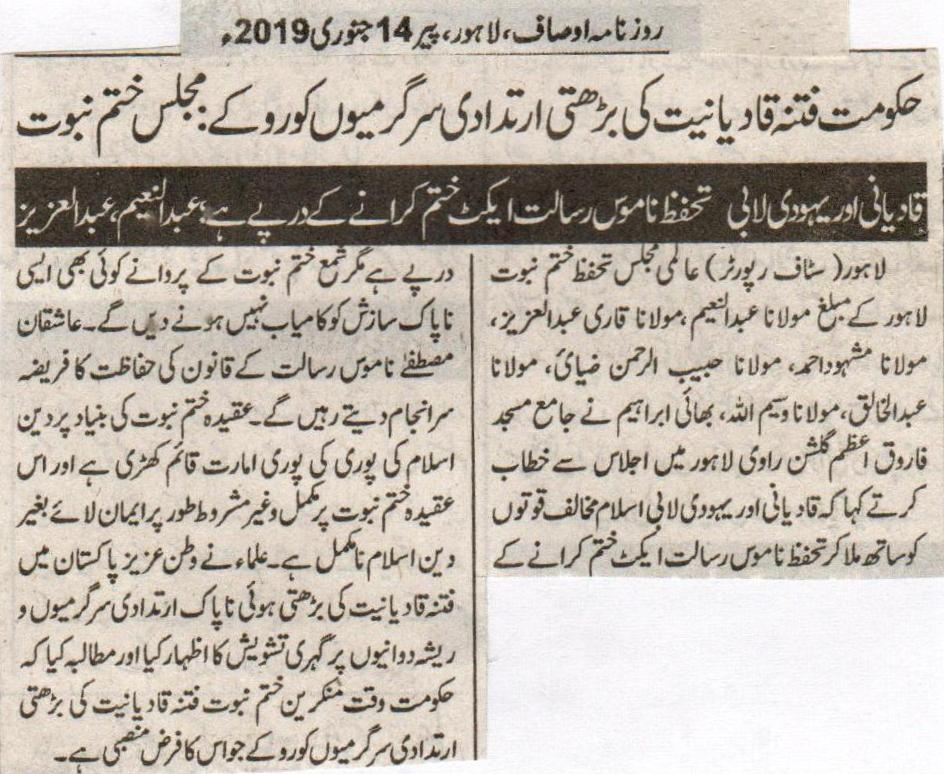 روزنامہ اوصاف، لاہور، پیر 14 جنوری 2019ء
حکومت فتنہ قادیانیت کی بڑھتی ارتدادی سرگرمیوں کو روکے: مجلس ختم نبوت
قادیانی اور یہودی لابی تحفظ ناموس رسالت ایکٹ ختم کرانے کے درپے ہے، عبدالنعیم، عبدالعزیز
لاہور (سٹاف رپورٹر) عالمی مجلس تحفظ ختم نبوت
لاہور کے مبلغ مولانا عبدالنعیم، مولانا قاری عبدالعزیز،
مولانا مشہود احمد، مولانا حبیب الرحمن ضیائ، مولانا
عبدالخالق، مولانا وسیم اللہ، بھائی ابراہیم نے جامع مسجد
فاروق اعظم گلشن راوی لاہور میں اجلاس سے خطاب
کرتے کہا کہ قادیانی اور یہودی لابی اسلام مخالف قوتوں
کو ساتھ ملا کر تحفظ ناموس رسالت ایکٹ ختم کرانے کے
درپے ہے مگر شمع ختم نبوت کے پروانے کوئی بھی ایسی
ناپاک سازش کو کامیاب نہیں ہونے دیں گے۔ عاشقان
مصطفےٰ ناموس رسالت کے قانون کی حفاظت کا فریضہ
سرانجام دیتے رہیں گے۔ عقیدہ ختم نبوت کی بنیاد پر دین
اسلام کی پوری کی پوری امارت قائم کھڑی ہے اور اس
عقیدہ ختم نبوت پر مکمل و غیر مشروط طور پر ایمان لائے بغیر
دین اسلام نامکمل ہے۔ علماء نے وطن عزیز پاکستان میں
فتنہ قادیانیت کی بڑھتی ہوئی ناپاک ارتدادی سرگرمیوں و
ریشہ دوانیوں پر گہری تشویش کا اظہار کیا اور مطالبہ کیا کہ
حکومت وقت منکرین ختم نبوت فتنہ قادیانیت کی بڑھتی
ارتدادی سرگرمیوں کو روکے جو اس کا فرض منصبی ہے۔